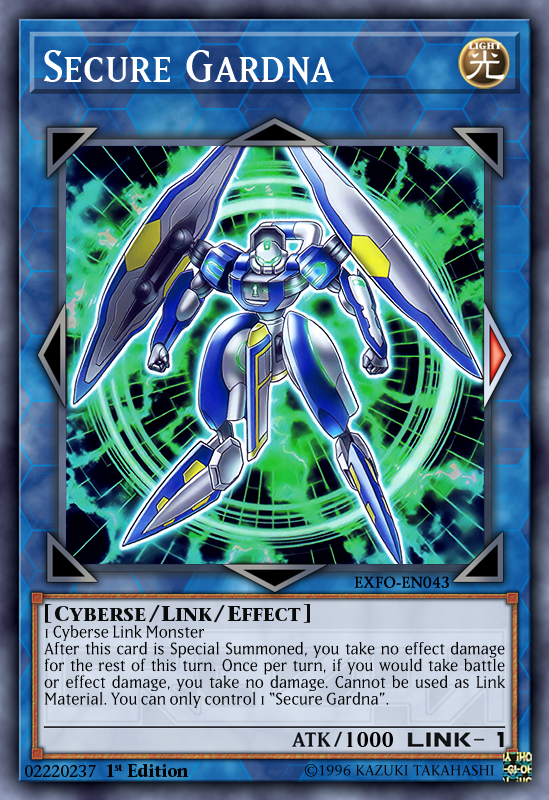 SECURE GARDNA
LIGHT
光
EXFO-EN043
[CYBERSE/LINK/EFFECT]
1 Cyberse Link Monster
After this card is Special Summoned, you take no effect damage
for the rest of this turn. Once per turn, if you would take battle
or effect damage, you take no damage. Cannot be used as Link
Material. You can only control 1 "Secure Gardna".
ATK/1000 LINK- 1
02220237 1st Edition ©1996 KAZUKI TAKAHASHI